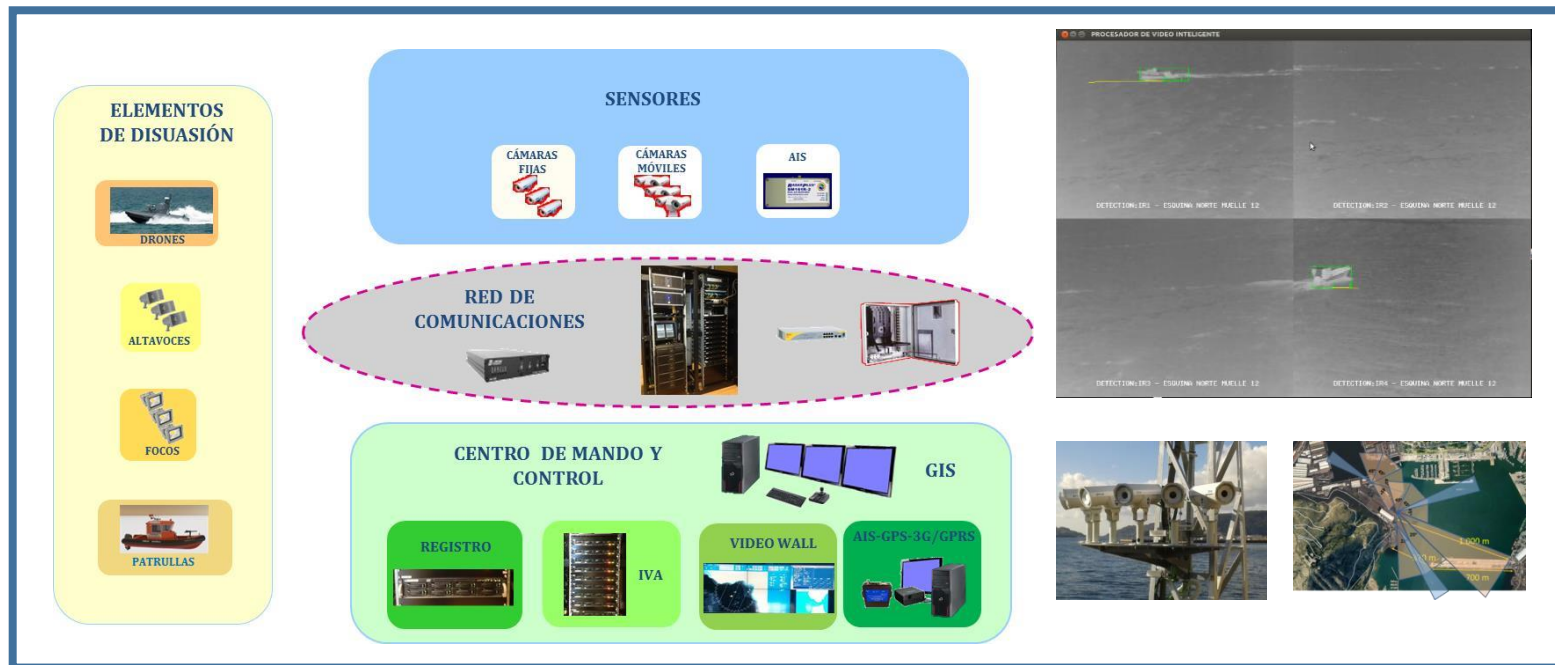 ELEMENTOS
DE DISUASIÓN
DRONES
ALTAVOCES
FOCOS
PATRULLAS
SENSORES
CÁMARAS
FIJAS
CÁMARAS
MÓVILES
AIS
RED DE
COMUNICACIONES
CENTRO DE MANDO Y
CONTROL
GIS
REGISTRO
IVA
VIDEO WALL
AIS-GPS-3G/GPRS
PROCESADOR DE VIDEO INTELIGENTE
DETECTION:IR1 - ESQUINA NORTE MUELLE 12
DETECTION:IR2 - ESQUINA NORTE MUELLE 12
DETECTION:IR3 - ESQUINA NORTE MUELLE 12
DETECTION:IR4 - ESQUINA NORTE MUELLE 12
1.000 m
700 m